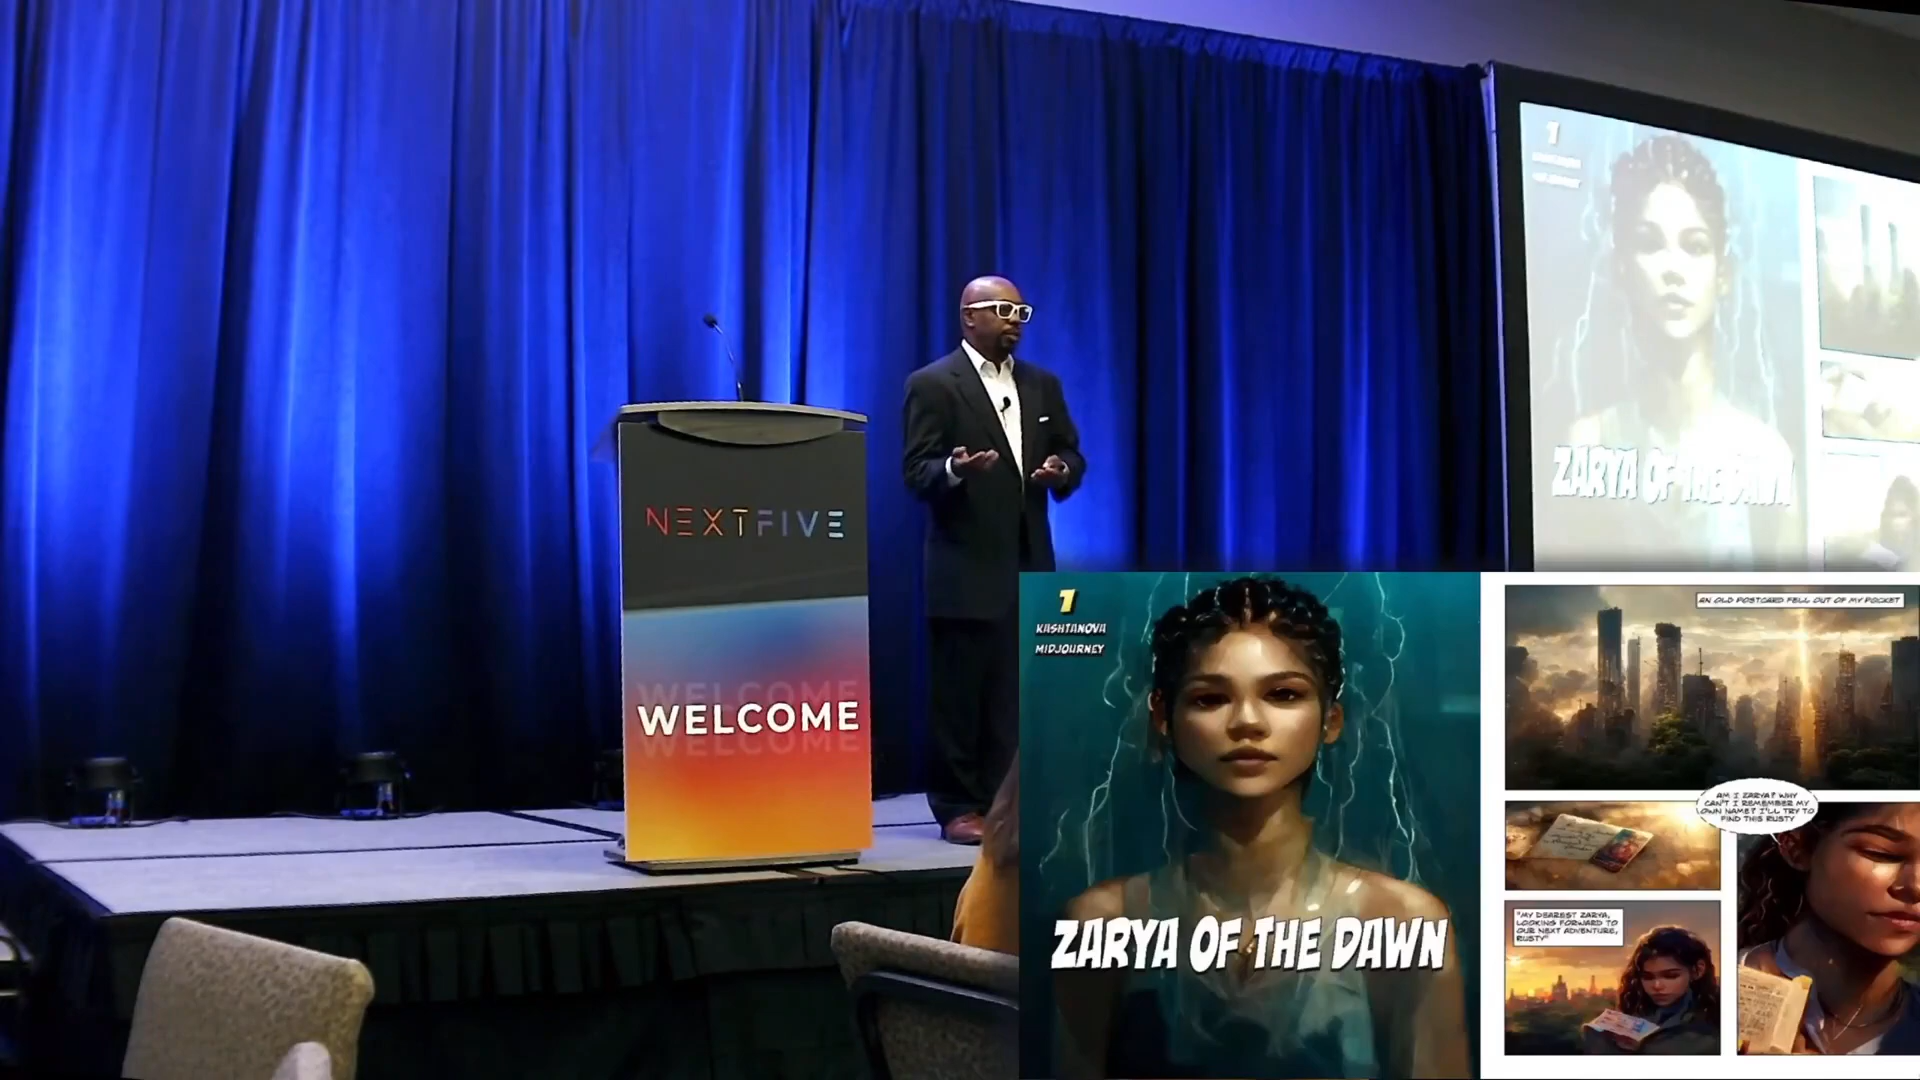 NEXTFIVE
WELCOME
WELCOME
WELCOME
1
ZARYA OF THE DAWN
1
KASHTANOVA
MIDJOURNEY
ZARYA OF THE DAWN
AN OLD POSTCARD FELL OUT OF MY POCKET
AM I ZARYA? WHY
CAN'T I REMEMBER MY
OWN NAME? I'LL TRY TO
FIND THIS RUSTY
"MY DEAREST ZARYA,
LOOKING FORWARD TO
OUR NEXT ADVENTURE,
RUSTY"